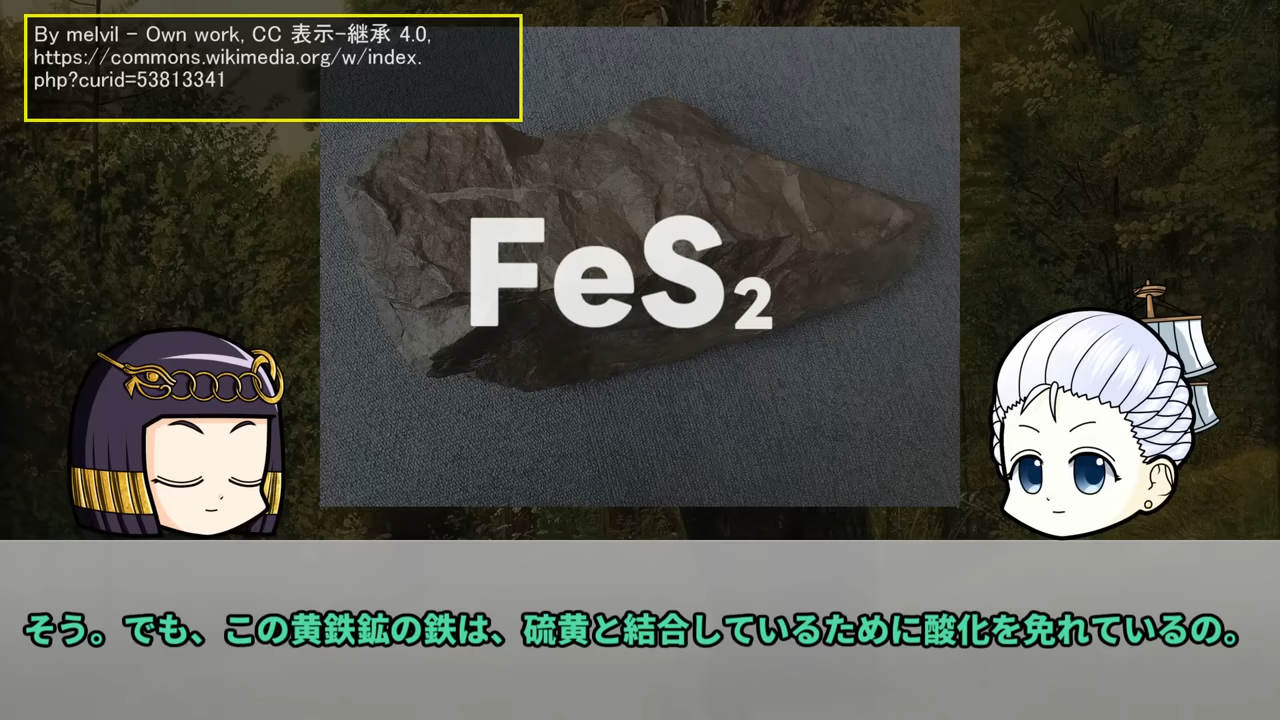 By melvil - Own work, CC 表示-継承 4.0,
https://commons.wikimedia.org/w/index.
php?curid=53813341
FeS₂
そう。でも、この黄鉄鉱の鉄は、硫黄と結合しているために酸化を免れているの。